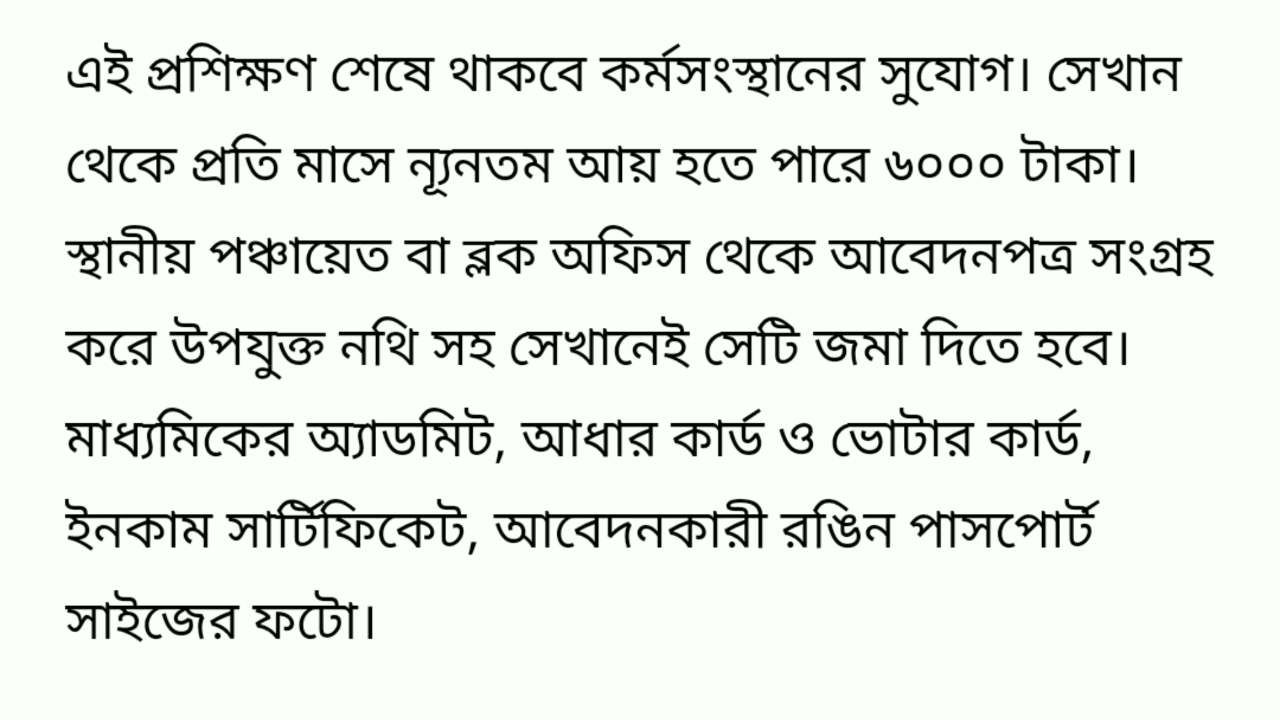 এই প্রশিক্ষণ শেষে থাকবে কর্মসংস্থানের সুযোগ। সেখান
থেকে প্রতি মাসে ন্যূনতম আয় হতে পারে ৬০০০ টাকা।
স্থানীয় পঞ্চায়েত বা ব্লক অফিস থেকে আবেদনপত্র সংগ্রহ
করে উপযুক্ত নথি সহ সেখানেই সেটি জমা দিতে হবে।
মাধ্যমিকের অ্যাডমিট, আধার কার্ড ও ভোটার কার্ড,
ইনকাম সার্টিফিকেট, আবেদনকারী রঙিন পাসপোর্ট
সাইজের ফটো।